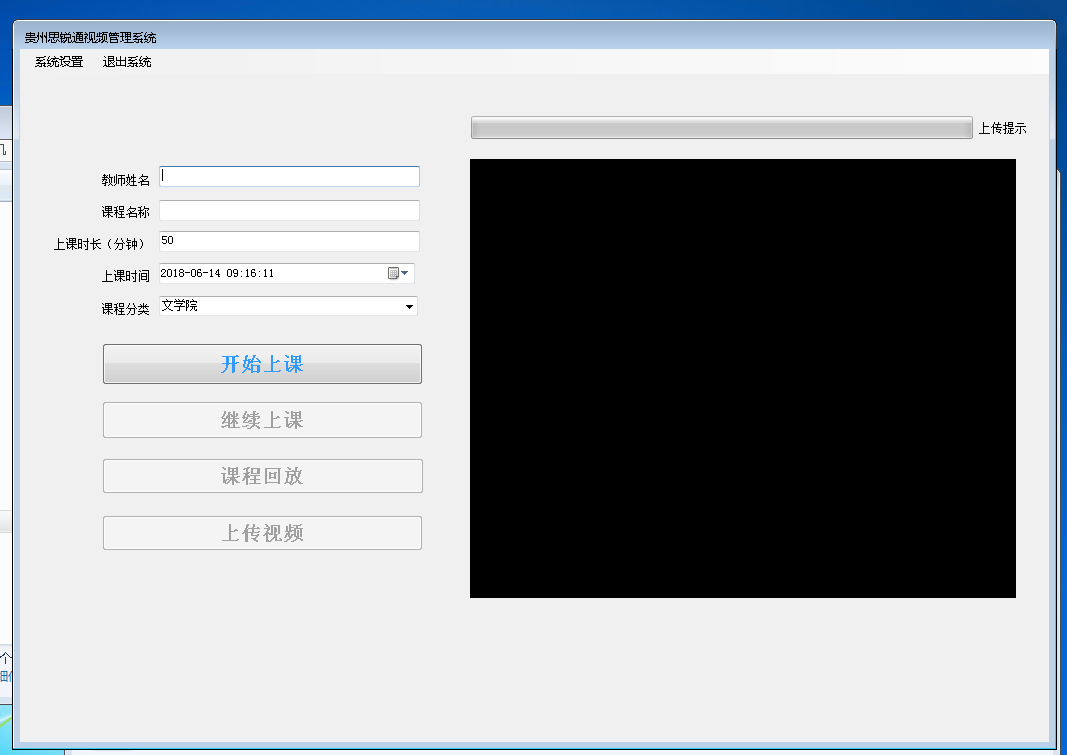 贵州思锐通视频管理系统
系统设置 退出系统
上传提示
教师姓名
课程名称
上课时长（分钟） 50
上课时间 2018-06-14 09:16:11
课程分类 文学院
开始上课
继续上课
课程回放
上传视频